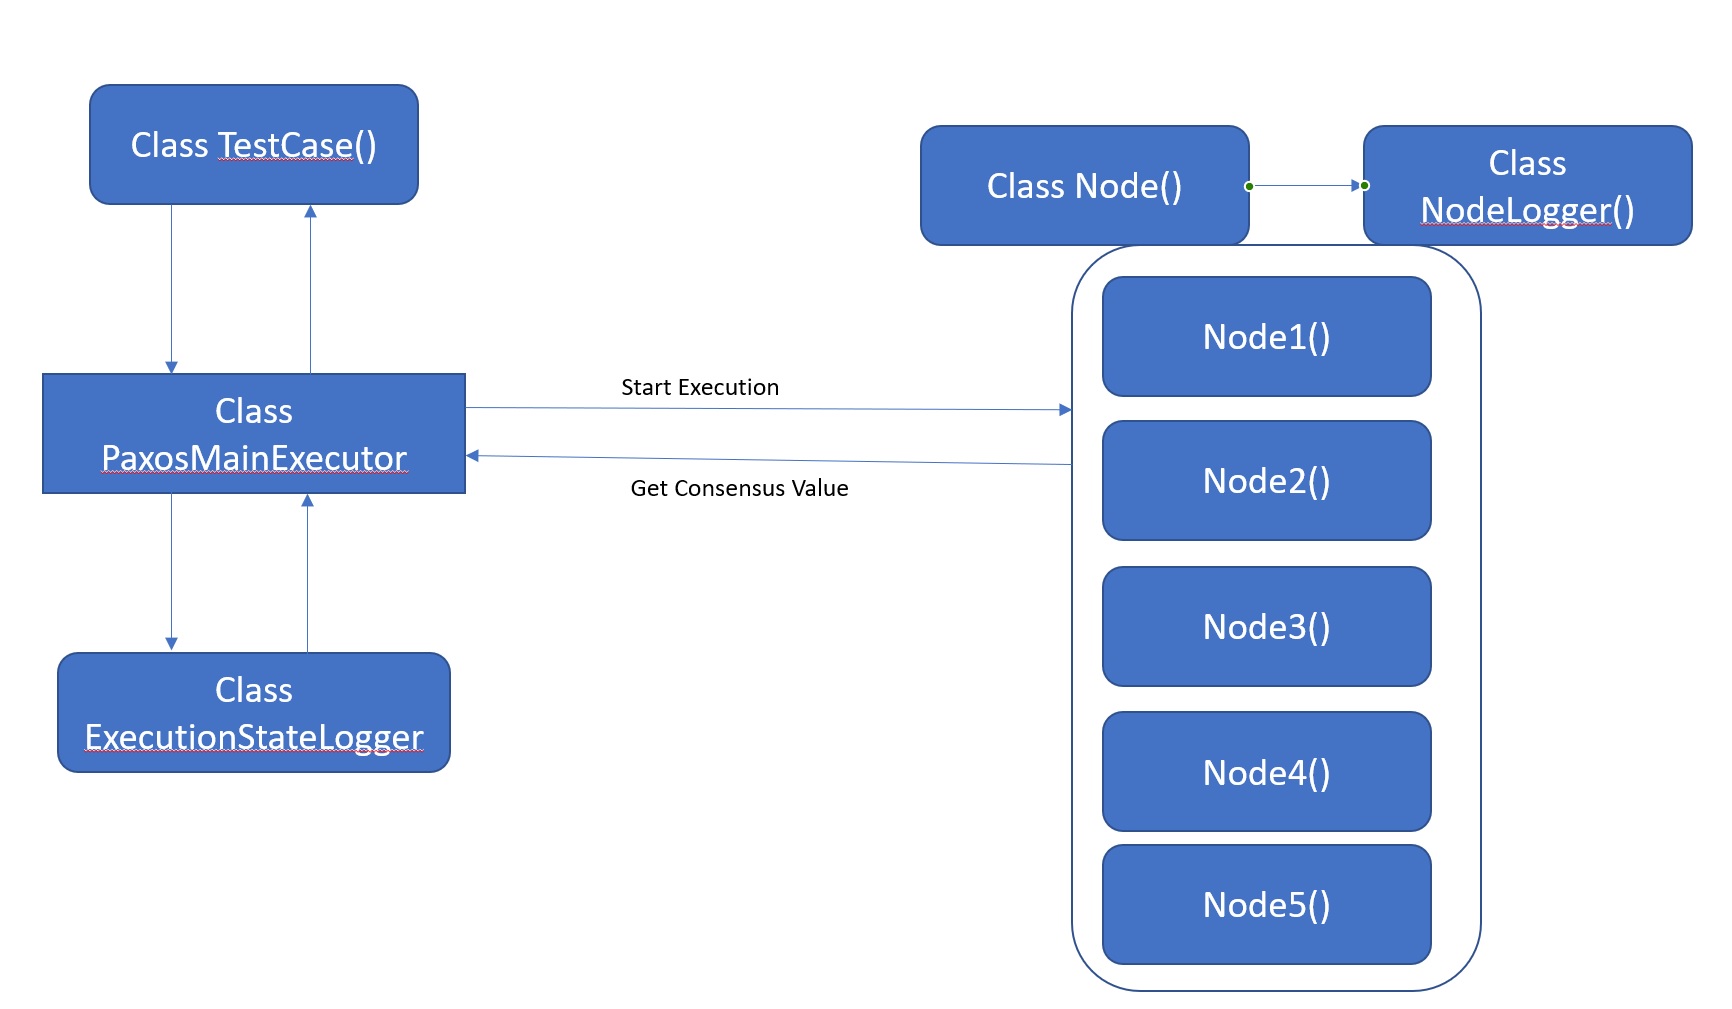 Class TestCase()
Class Node()
Class
NodeLogger()
Class
PaxosMainExecutor
Start Execution
Get Consensus Value
Class
ExecutionStateLogger
Node1()
Node2()
Node3()
Node4()
Node5()